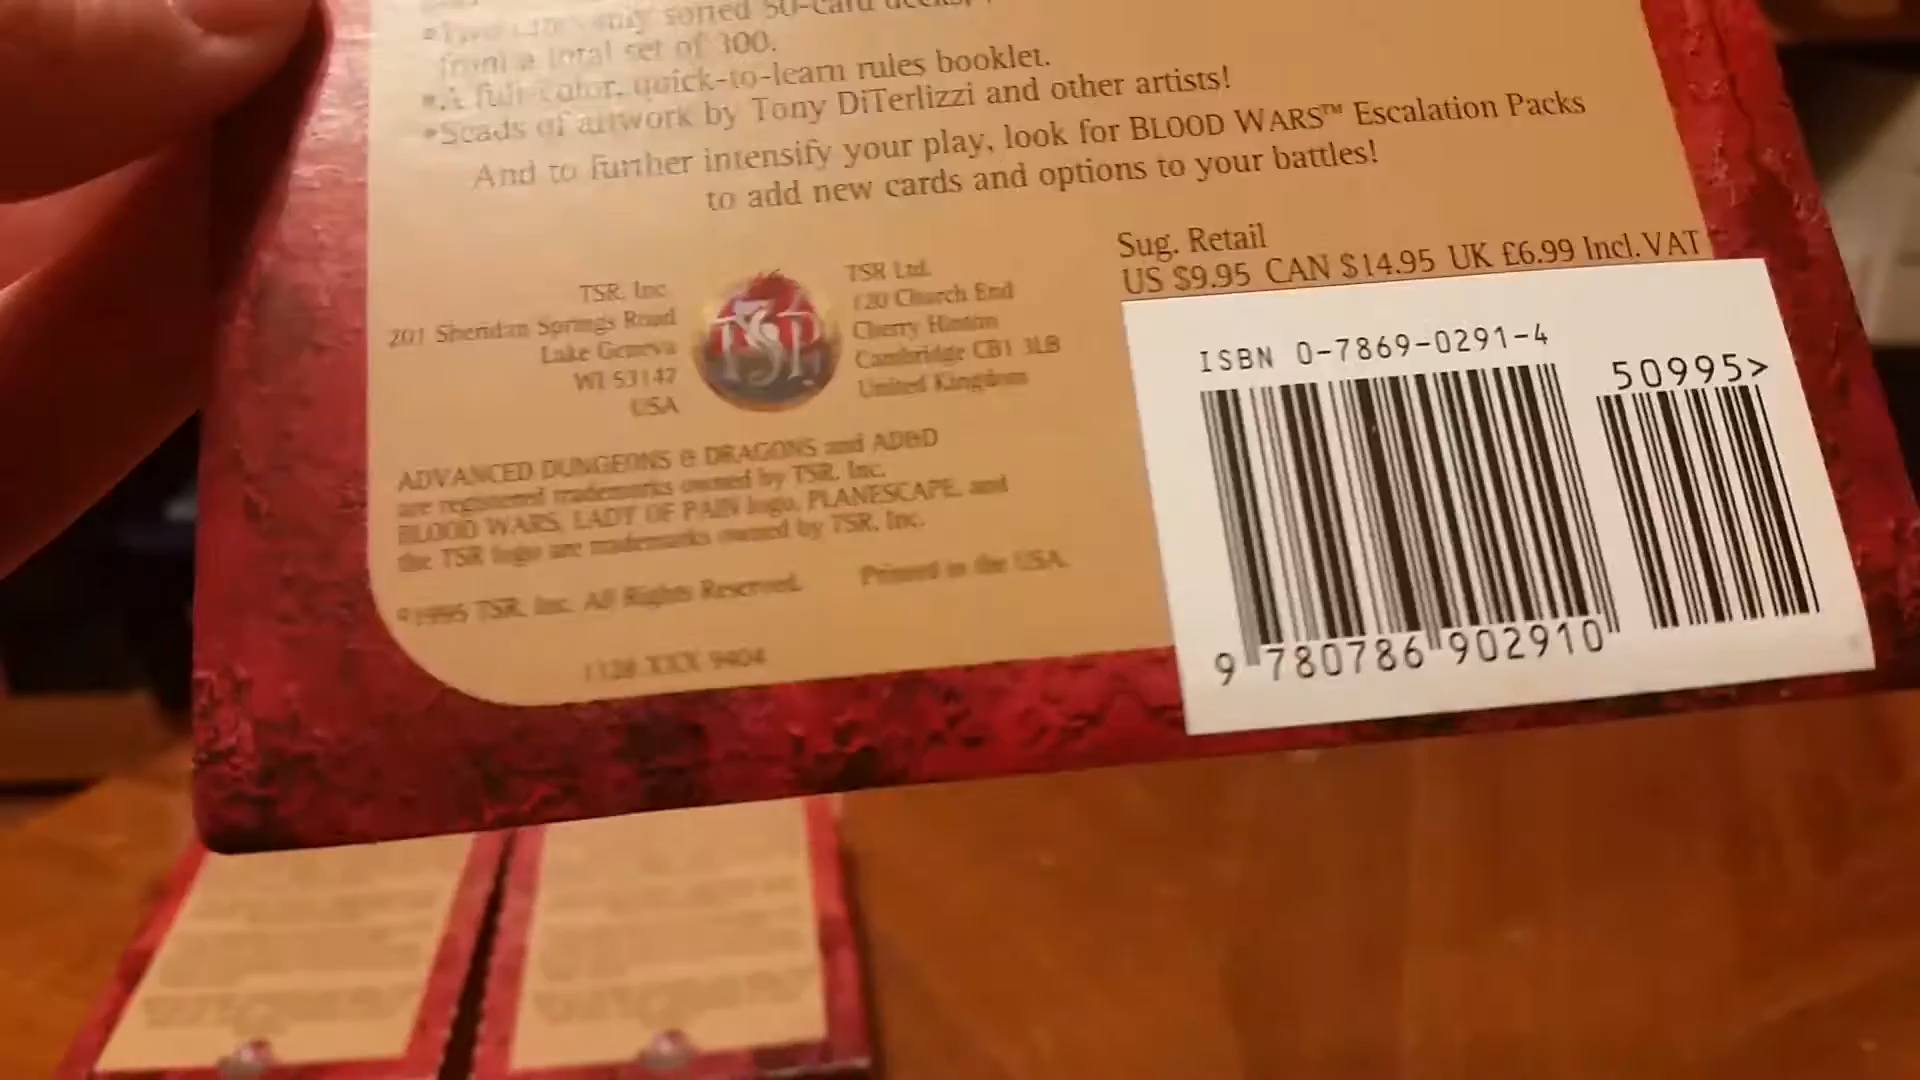 sorted 50-card decks,
from a total set of 300.
•A full-color, quick-to-learn rules booklet.
•Scads of artwork by Tony DiTerlizzi and other artists!
And to further intensify your play, look for BLOOD WARS™ Escalation Packs
to add new cards and options to your battles!
Sug. Retail
US $9.95 CAN $14.95 UK £6.99 Incl. VAT
TSR, Inc.
201 Sheridan Springs Road
Lake Geneva
WI 53147
USA
TSR
TSR Ltd.
120 Church End
Cherry Hinton
Cambridge CB1 3LB
United Kingdom
ISBN 0-7869-0291-4
50995>
9 780786 902910
ADVANCED DUNGEONS & DRAGONS and AD&D
are registered trademarks owned by TSR, Inc.
BLOOD WARS, LADY OF PAIN logo, PLANESCAPE, and
the TSR logo are trademarks owned by TSR, Inc.
©1995 TSR, Inc. All Rights Reserved. Printed in the USA.
1128 XXX 9404